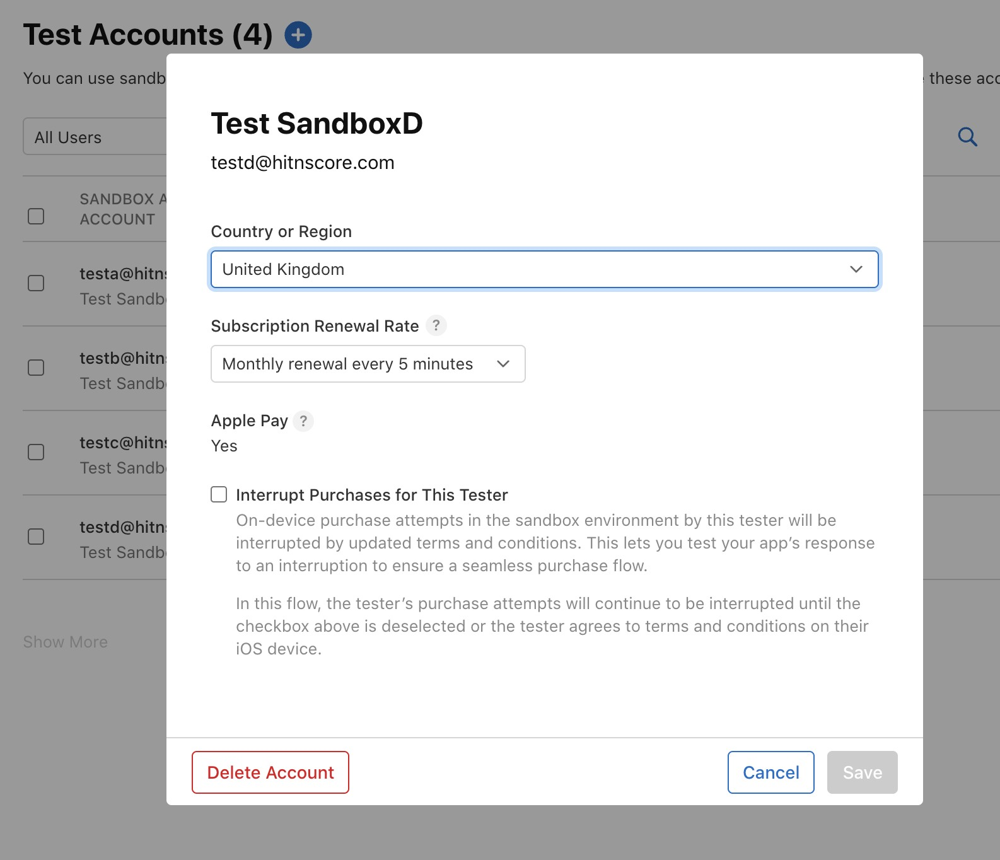 Test Accounts (4)
You can use sandb
these acc
All Users
SANDBOX A
ACCOUNT
testa@hitns
Test Sandb
testb@hitn
Test Sandb
testc@hitns
Test Sandb
testd@hitn
Test Sandb
Show More
Test SandboxD
testd@hitnscore.com
Country or Region
United Kingdom
Subscription Renewal Rate ?
Monthly renewal every 5 minutes
Apple Pay ?
Yes
Interrupt Purchases for This Tester
On-device purchase attempts in the sandbox environment by this tester will be
interrupted by updated terms and conditions. This lets you test your app’s response
to an interruption to ensure a seamless purchase flow.
In this flow, the tester’s purchase attempts will continue to be interrupted until the
checkbox above is deselected or the tester agrees to terms and conditions on their
iOS device.
Delete Account
Cancel
Save